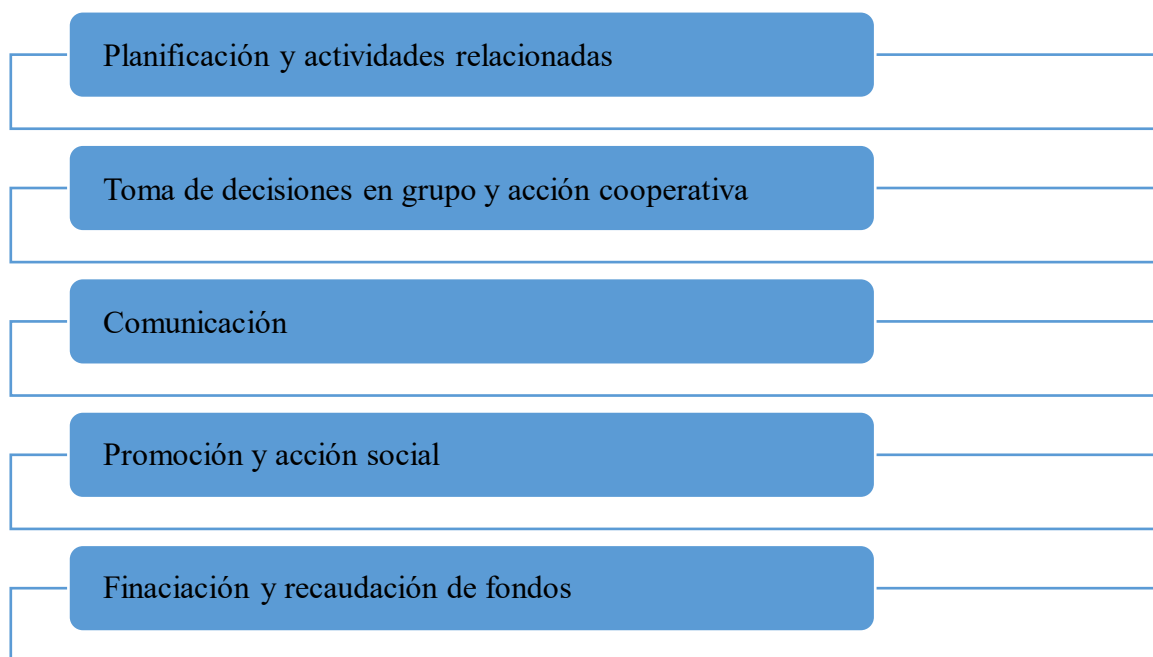 Planificación y actividades relacionadas
Toma de decisiones en grupo y acción cooperativa
Comunicación
Promoción y acción social
Finaciación y recaudación de fondos